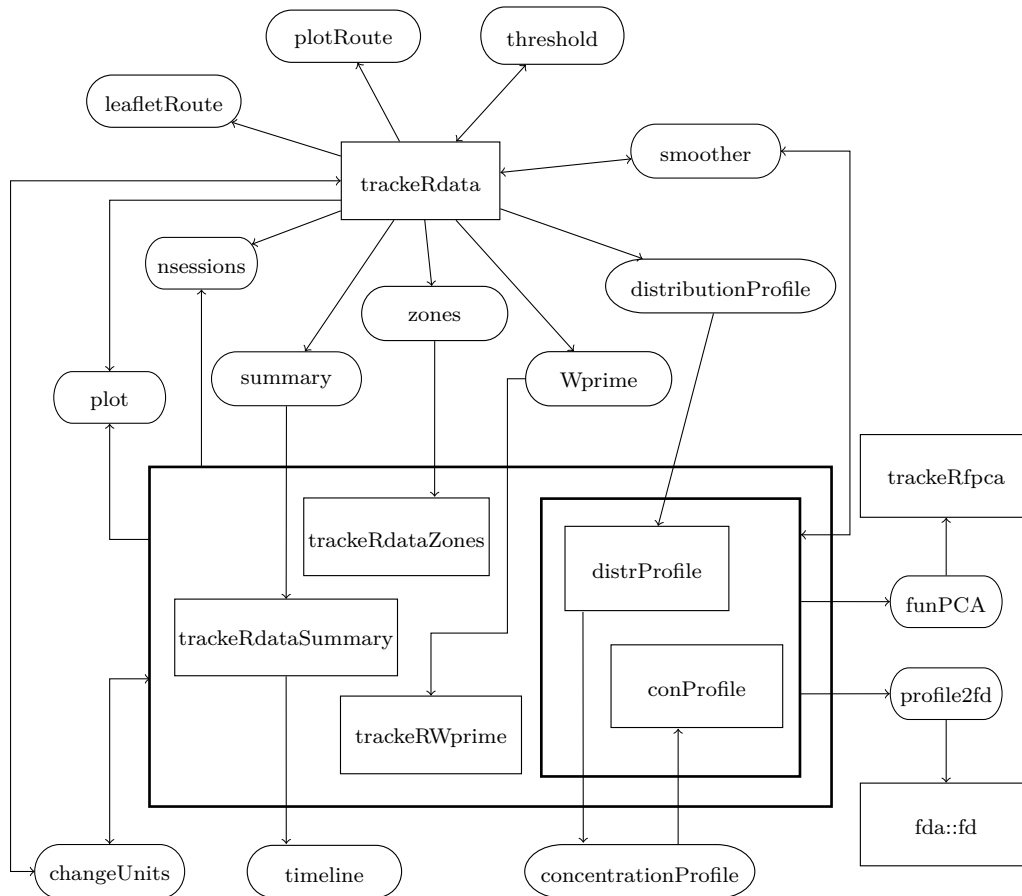 plotRoute
threshold
leafletRoute
smoother
trackeRdata
nsessions
distributionProfile
zones
summary
Wprime
plot
trackeRfpca
trackeRdataZones
distrProfile
funPCA
trackeRdataSummary
conProfile
profile2fd
trackeRWprime
fda::fd
changeUnits
timeline
concentrationProfile